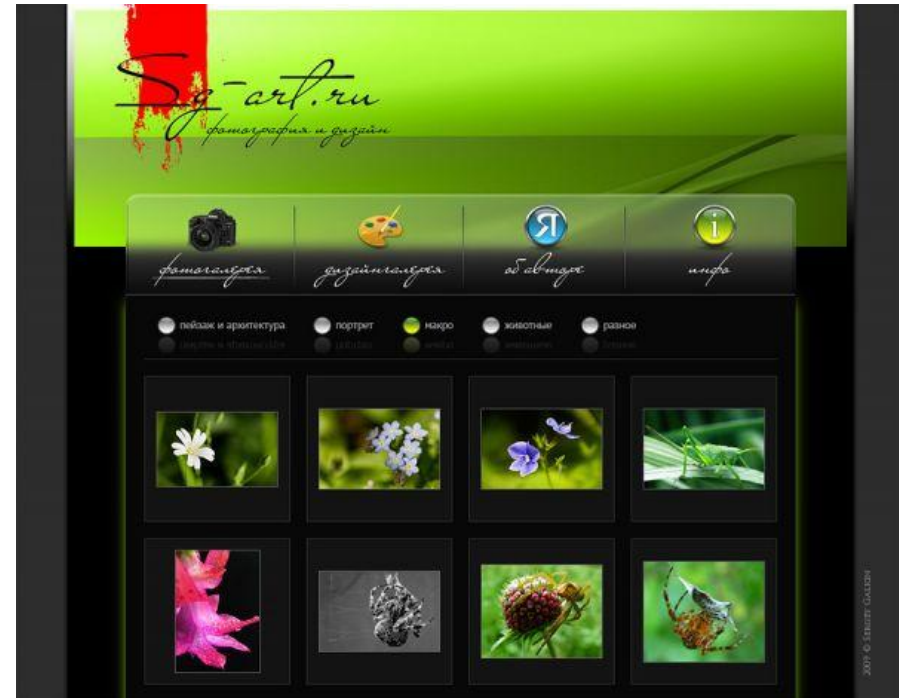 Sg-art.ru
фотография и дизайн
Я
i
фотогалерея
дизайнгалерея
об авторе
инфо
пейзаж и архитектура
портрет
макро
животные
разное
2009 © Sergey Galkin